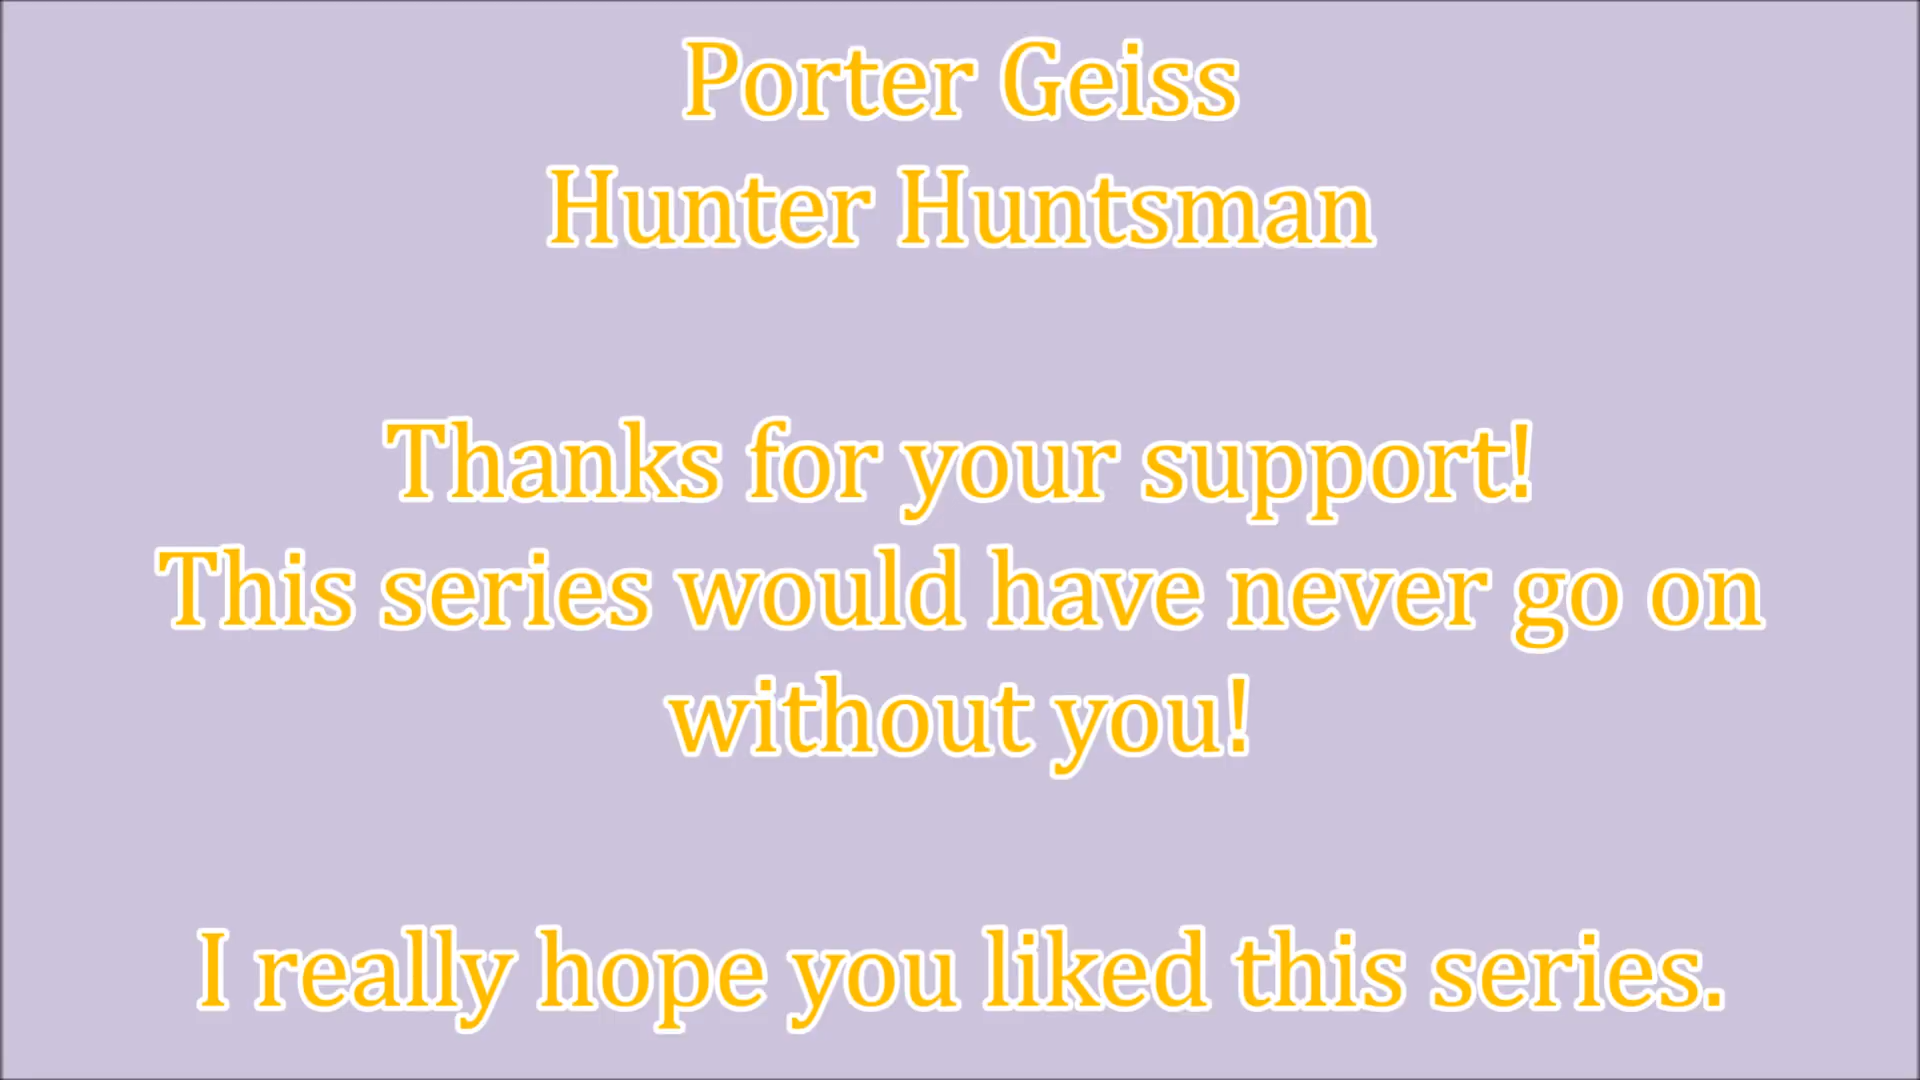 Porter Geiss
Hunter Huntsman
Thanks for your support!
This series would have never go on
without you!
I really hope you liked this series.